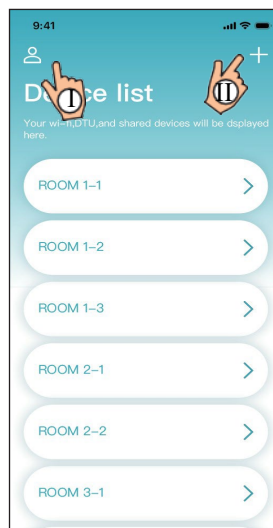 9:41
I
II
Device list
Your wi-fi,DTU,and shared devices will be dsplayed
here.
ROOM 1-1
ROOM 1-2
ROOM 1-3
ROOM 2-1
ROOM 2-2
ROOM 3-1